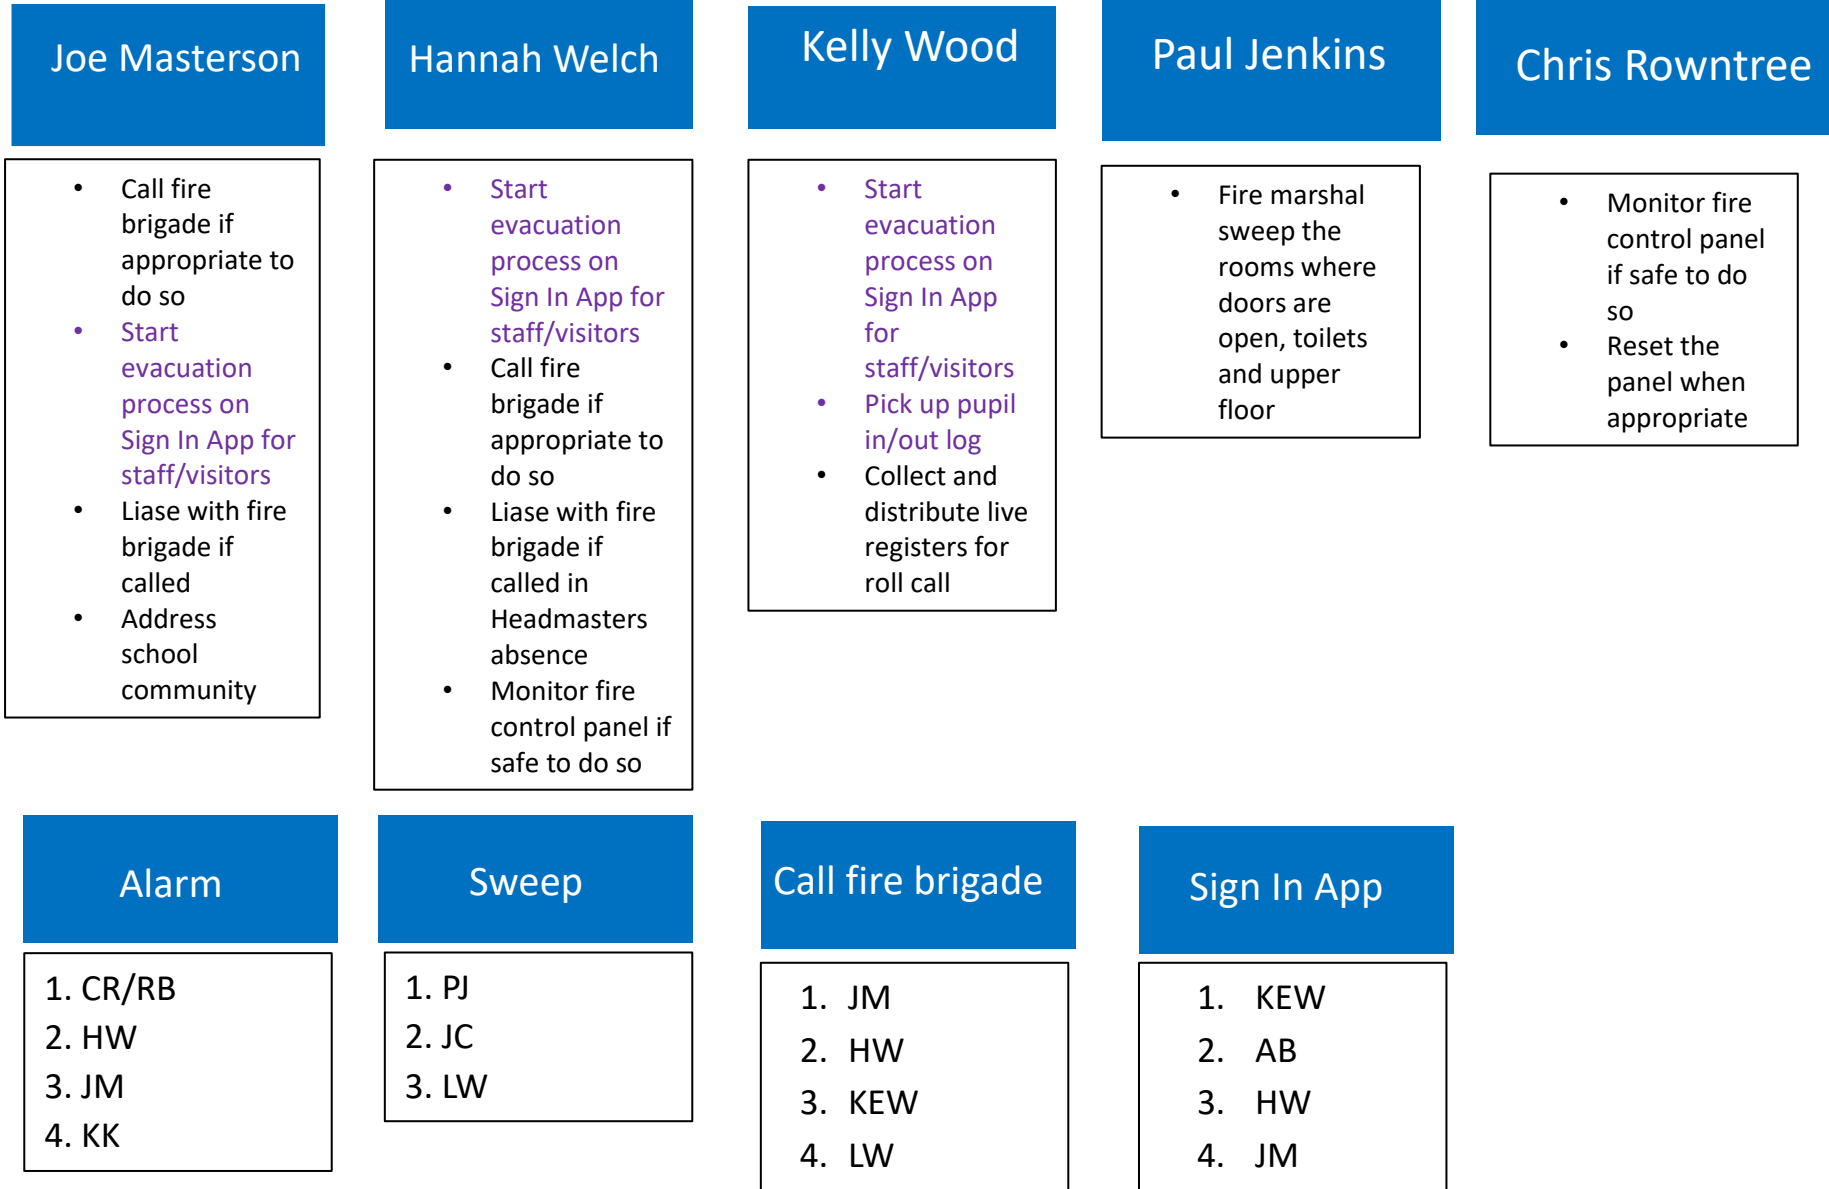 Joe Masterson
• Call fire
brigade if
appropriate to
do so
• Start
evacuation
process on
Sign In App for
staff/visitors
• Liase with fire
brigade if
called
• Address
school
community
Hannah Welch
• Start
evacuation
process on
Sign In App for
staff/visitors
• Call fire
brigade if
appropriate to
do so
• Liase with fire
brigade if
called in
Headmasters
absence
• Monitor fire
control panel if
safe to do so
Kelly Wood
• Start
evacuation
process on
Sign In App
for
staff/visitors
• Pick up pupil
in/out log
• Collect and
distribute live
registers for
roll call
Paul Jenkins
• Fire marshal
sweep the
rooms where
doors are
open, toilets
and upper
floor
Chris Rowntree
• Monitor fire
control panel
if safe to do
so
• Reset the
panel when
appropriate
Alarm
1. CR/RB
2. HW
3. JM
4. KK
Sweep
1. PJ
2. JC
3. LW
Call fire brigade
1. JM
2. HW
3. KEW
4. LW
Sign In App
1. KEW
2. AB
3. HW
4. JM